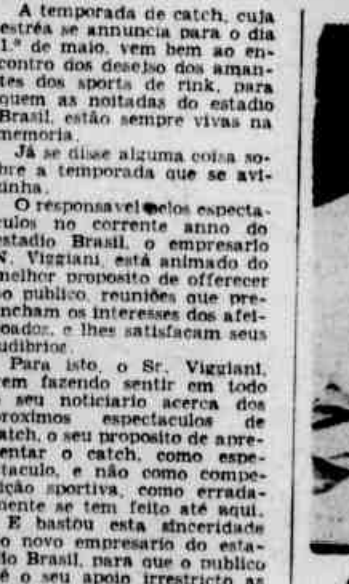 A temporada de catch, cuja
estréa se annuncia para o dia
1.º de maio, vem bem ao en-
contro dos desejso dos aman-
tes dos sports de rink, para
quem as noitadas do estadio
Brasil, estão sempre vivas na
memoria.
Já se disse alguma coisa so-
bre a temporada que se avi-
zinha.
O responsavel pelos especta-
culos no corrente anno do
estadio Brasil, o empresario
N. Viggiani, está animado do
melhor proposito de offerecer
ao publico, reuniões que pre-
encham os interesses dos afei-
çoados, e lhes satisfacam seus
Para isto, o Sr. Viggiani,
vem fazendo sentir em todo
o seu noticiario acerca dos
proximos espectaculos de
catch, o seu proposito de apre-
sentar o catch, como espe-
ctaculo, e não como compe-
tição sportiva, como errada-
mente se tem feito até aqui.
E bastou esta sinceridade
do novo empresario do esta-
dio Brasil, para que o publico
dê o seu apoio irrestricto ao